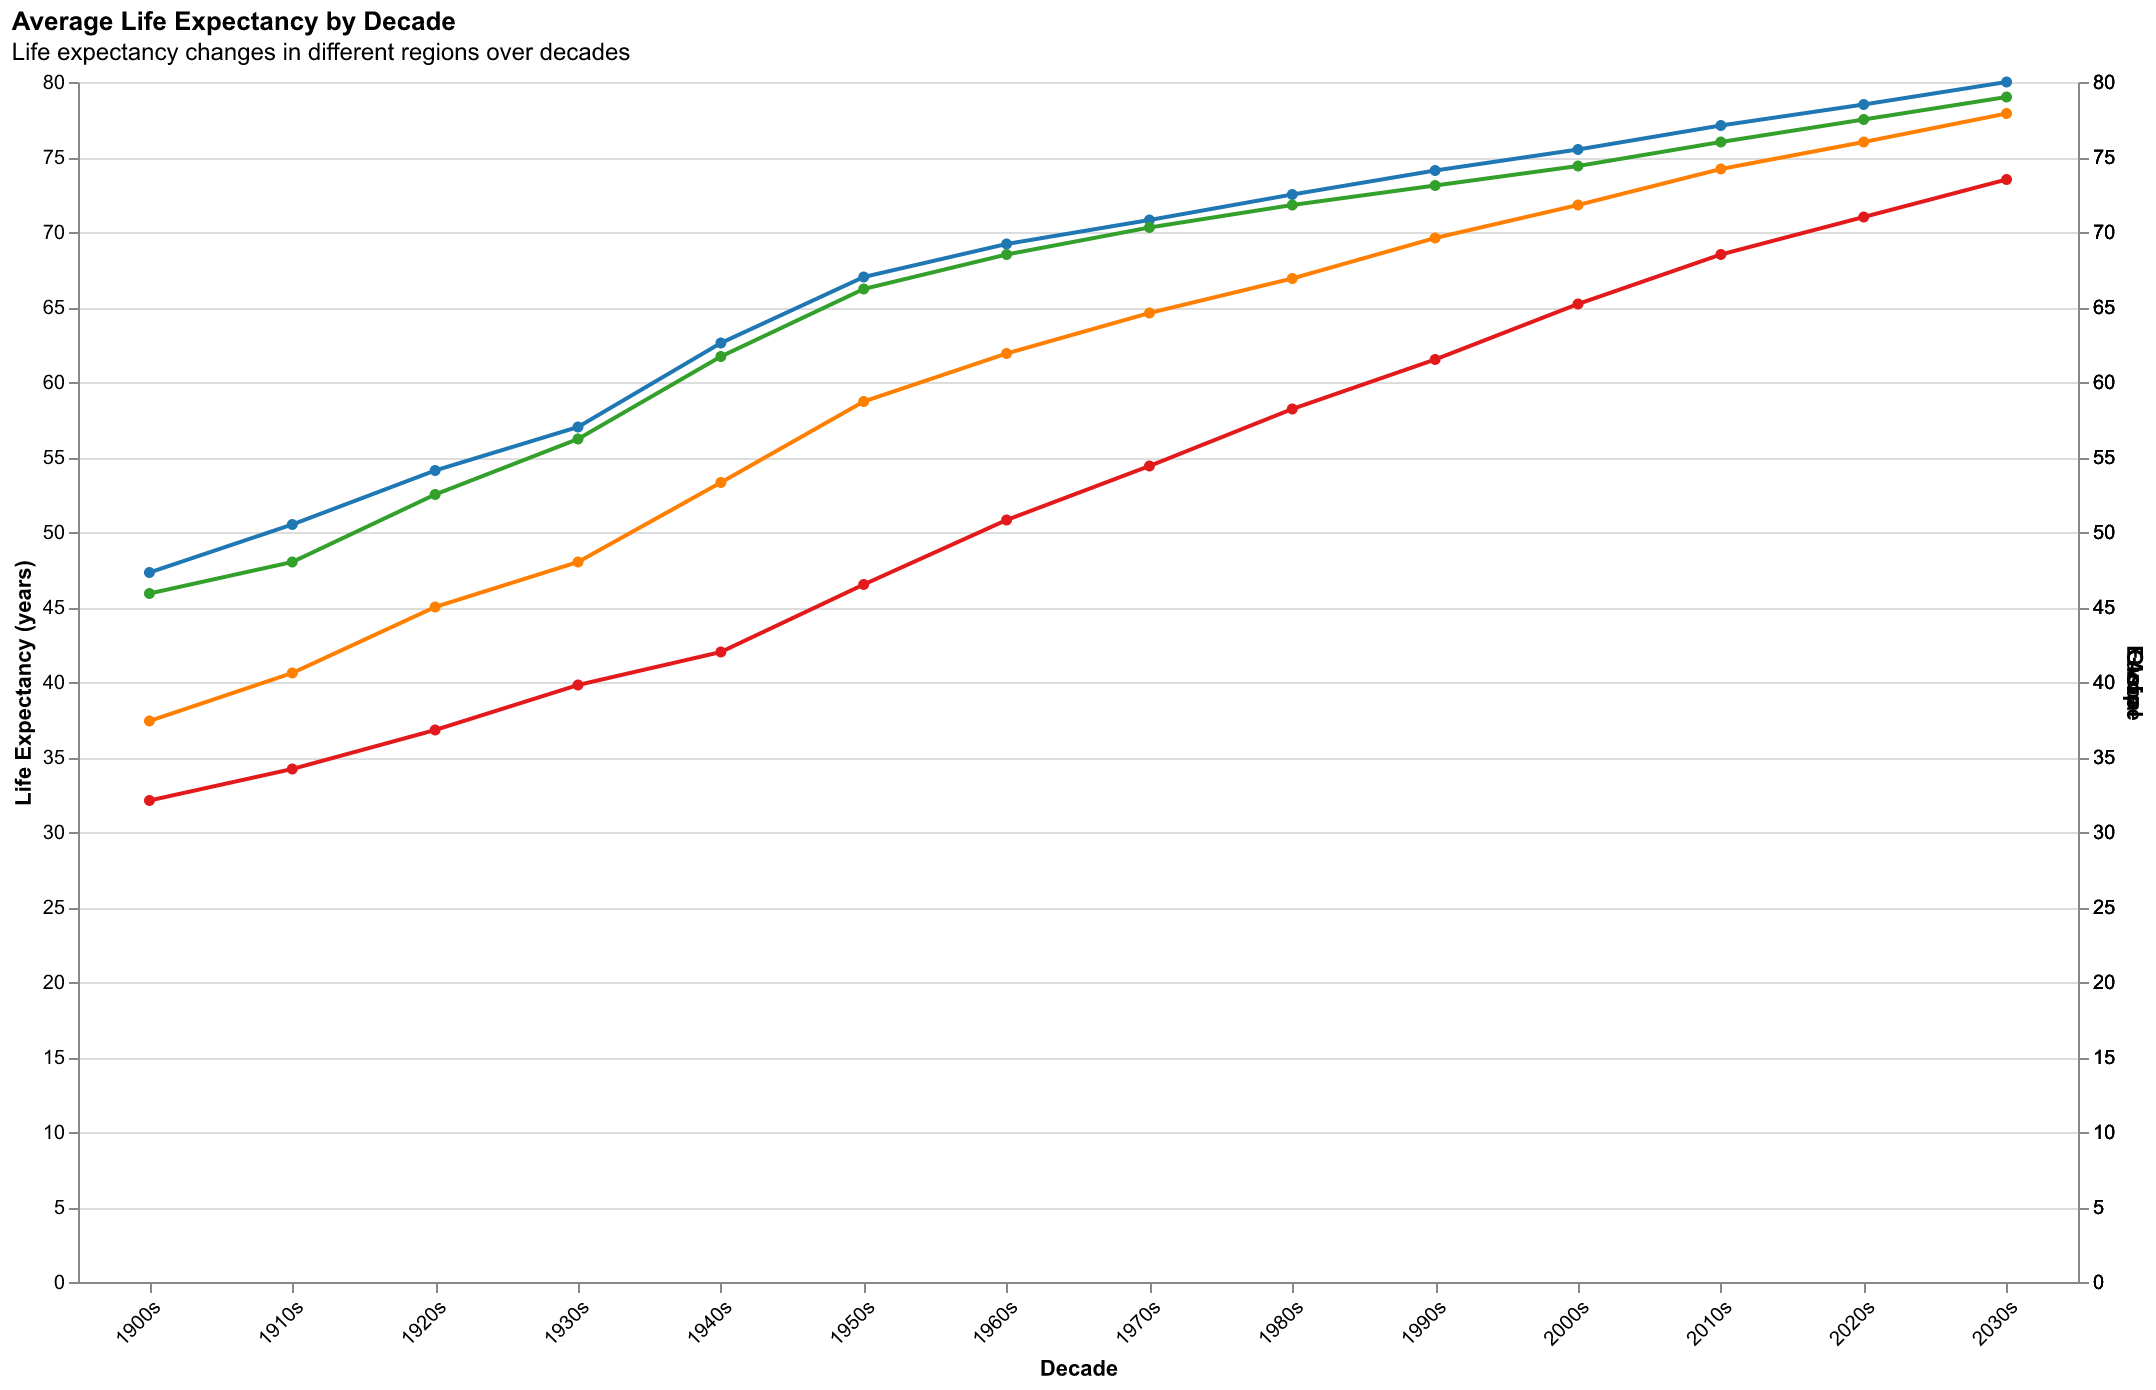 Average Life Expectancy by Decade
Life expectancy changes in different regions over decades
80
75
70
65
60
55
50
45
40
35
30
25
20
15
10
5
0
Life Expectancy (years)
80
75
70
65
60
55
50
45
40
35
30
25
20
15
10
5
0
1900s
1910s
1920s
1930s
1940s
1950s
1960s
1970s
1980s
1990s
2000s
2010s
2020s
2030s
Decade